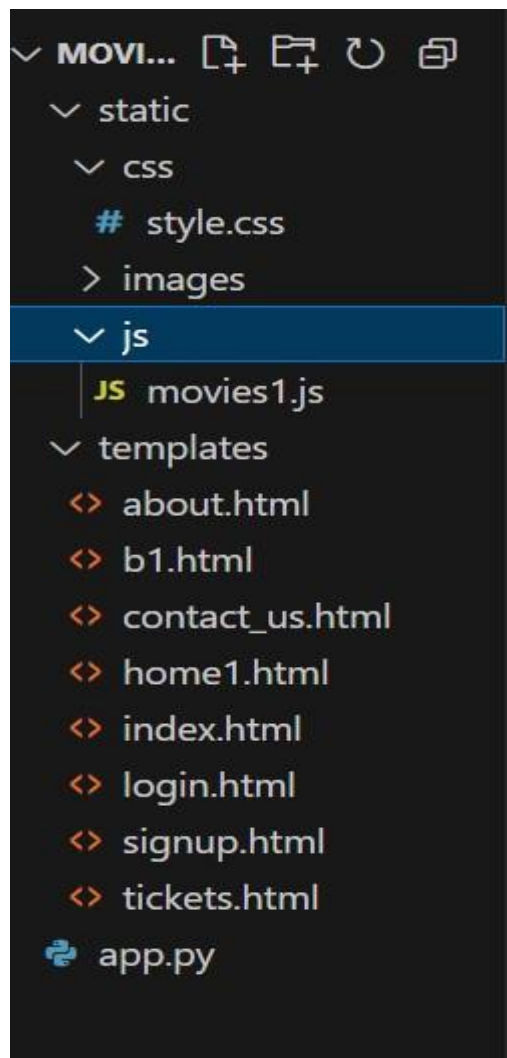 MOVI...
static
css
# style.css
images
js
JS movies1.js
templates
<> about.html
<> b1.html
<> contact_us.html
<> home1.html
<> index.html
<> login.html
<> signup.html
<> tickets.html
app.py